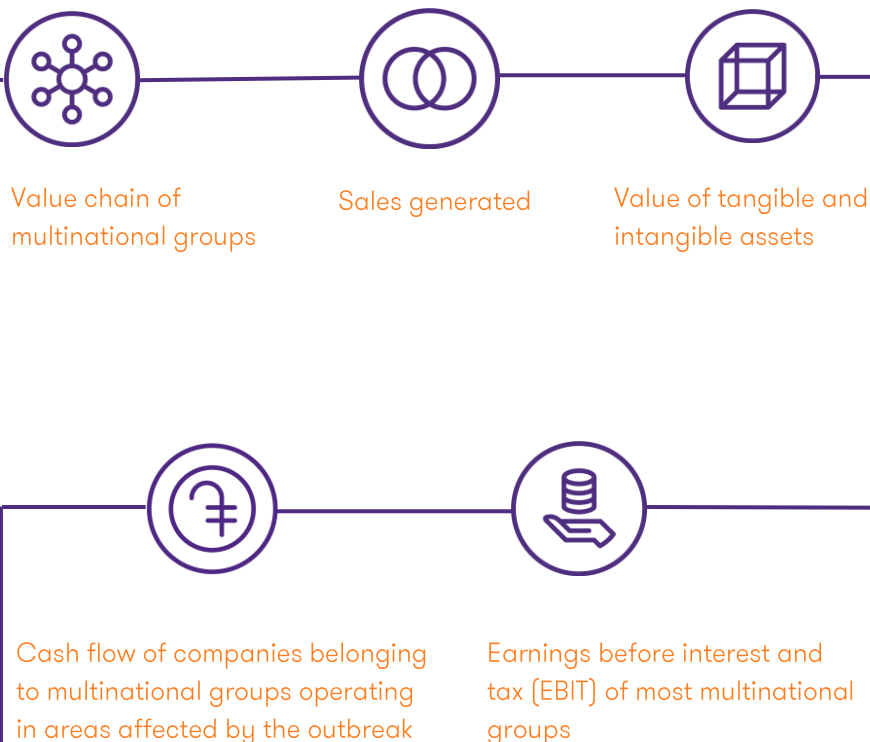 Value chain of
multinational groups
Sales generated
Value of tangible and
intangible assets
֏
Cash flow of companies belonging
to multinational groups operating
in areas affected by the outbreak
Earnings before interest and
tax (EBIT) of most multinational
groups